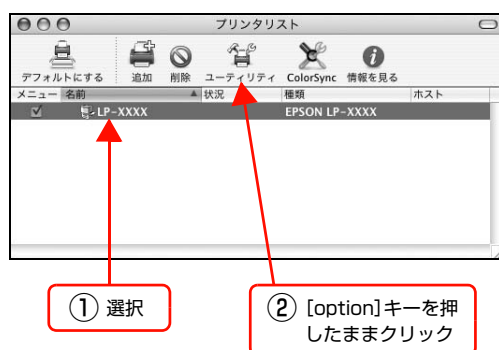 プリンタリスト
デフォルトにする 追加 削除 ユーティリティ ColorSync 情報を見る
メニュー 名前 状況 種類 ホスト
LP-XXXX EPSON LP-XXXX
① 選択
② [option]キーを押
したままクリック